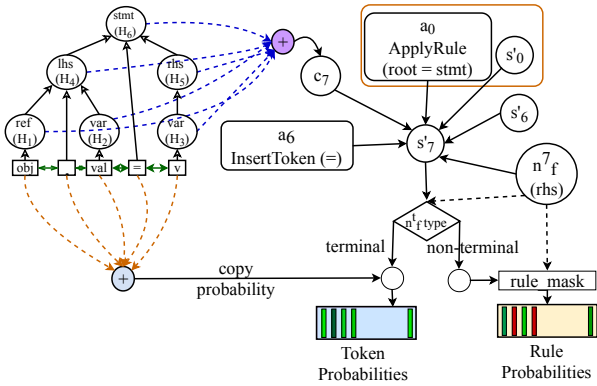 stmt
(H6)
lhs
(H4)
rhs
(H5)
ref
(H1)
var
(H2)
var
(H3)
obj
.
val
=
v
+
c7
a0
ApplyRule
(root = stmt)
s'0
s'6
a6
InsertToken (=)
s'7
n7f
(rhs)
ntf type
terminal
non-terminal
+
copy
probability
rule_mask
Token
Probabilities
Rule
Probabilities